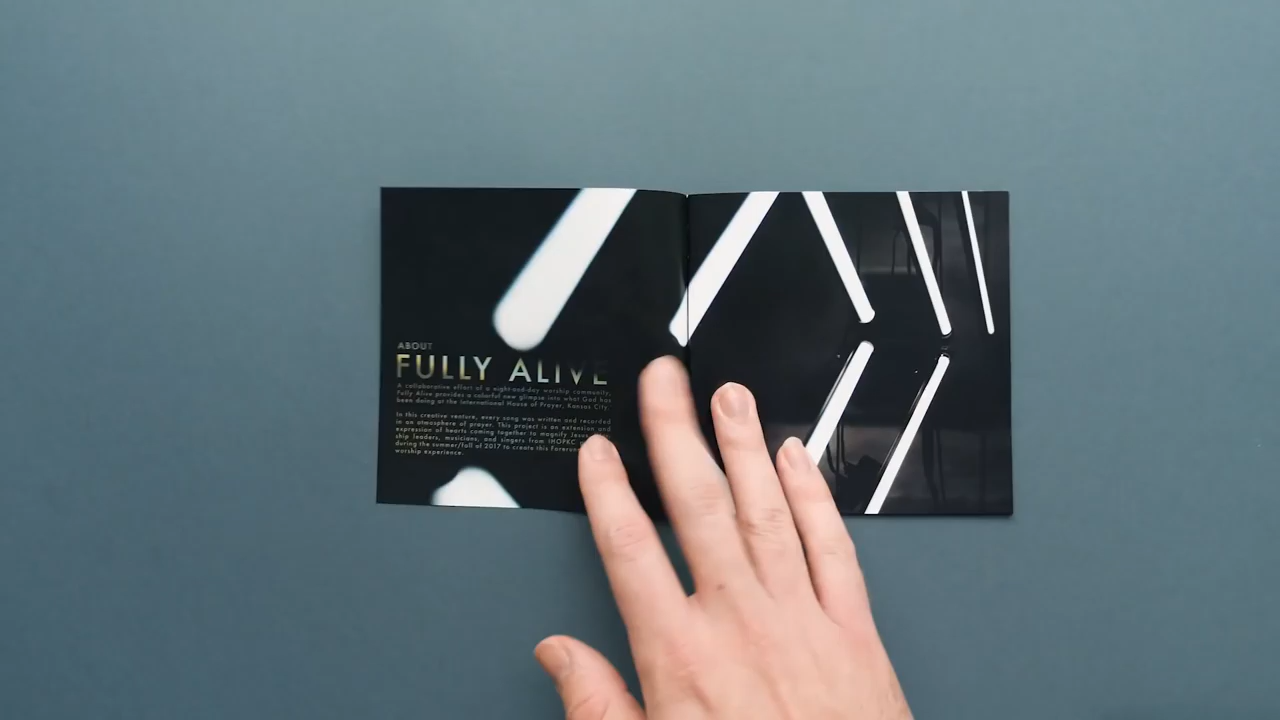 ABOUT
FULLY ALIVE
A collaborative effort of a night-and-day worship community,
Fully Alive provides a colorful new glimpse into what God has
been doing at the International House of Prayer, Kansas City.
In this creative venture, every song was written and recorded
in an atmosphere of prayer. This project is an extension and
expression of hearts coming together to magnify Jesus.
ship leaders, musicians, and singers from IHOPKC
during the summer/fall of 2017 to create this Forerun
worship experience.